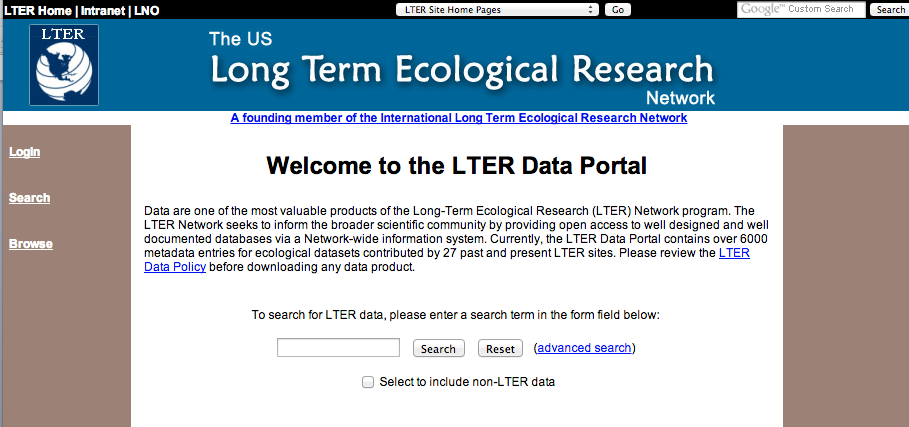 LTER Home | Intranet | LNO
LTER Site Home Pages
Go
Google™ Custom Search
Search
LTER
The US
Long Term Ecological Research
Network
A founding member of the International Long Term Ecological Research Network
Login
Search
Browse
Welcome to the LTER Data Portal
Data are one of the most valuable products of the Long-Term Ecological Research (LTER) Network program. The
LTER Network seeks to inform the broader scientific community by providing open access to well designed and well
documented databases via a Network-wide information system. Currently, the LTER Data Portal contains over 6000
metadata entries for ecological datasets contributed by 27 past and present LTER sites. Please review the LTER
Data Policy before downloading any data product.
To search for LTER data, please enter a search term in the form field below:
Search
Reset
(advanced search)
Select to include non-LTER data